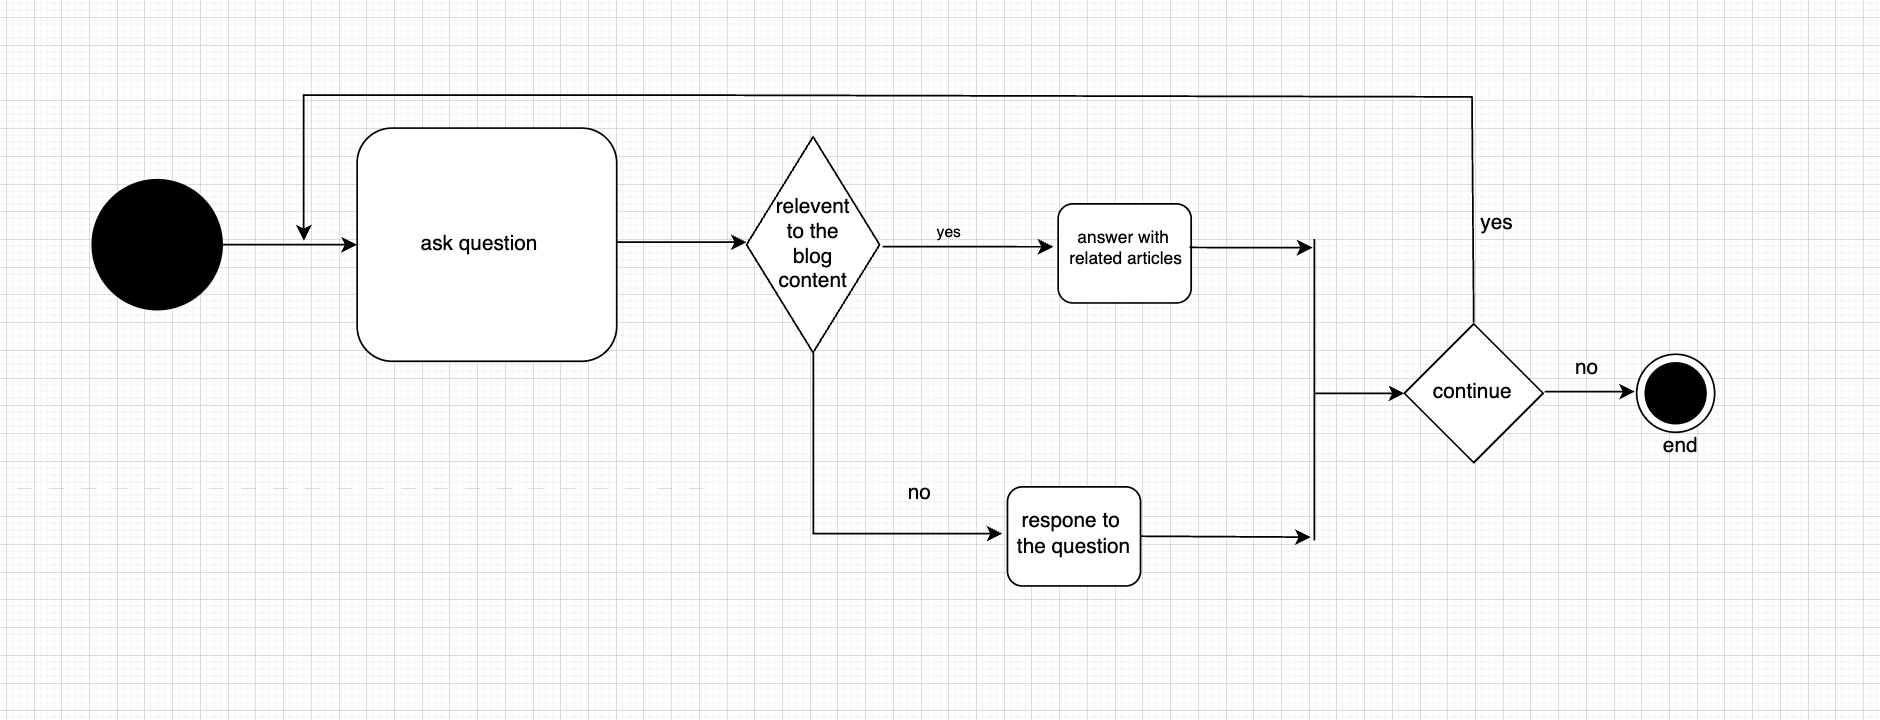 ask question
relevent
to the
blog
content
yes
answer with
related articles
no
respone to
the question
continue
yes
no
end